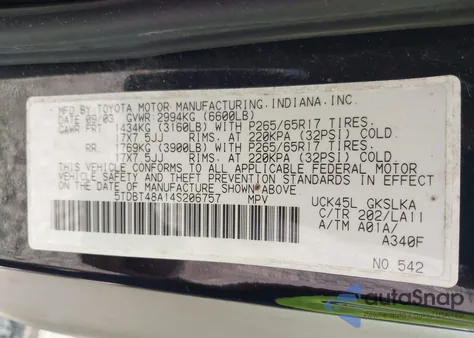 MFD BY TOYOTA MOTOR MANUFACTURING,INDIANA,INC.
DATE 09/03 GVWR 2994KG (6600LB)
GAWR FRT 1434KG (3160LB) WITH P265/65R17 TIRES,
17X7.5JJ RIMS, AT 220KPA (32PSI) COLD
RR 1769KG (3900LB) WITH P265/65R17 TIRES,
17X7.5JJ RIMS, AT 220KPA (32PSI) COLD
THIS VEHICLE CONFORMS TO ALL APPLICABLE FEDERAL MOTOR
VEHICLE SAFETY AND THEFT PREVENTION STANDARDS IN EFFECT
ON THE DATE OF MANUFACTURE SHOWN ABOVE
5TDBT48A14S206757 MPV UCK45L GKSLKA
C/TR 202/LA11
A/TM A01A/
A340F
NO 542
autoSnap